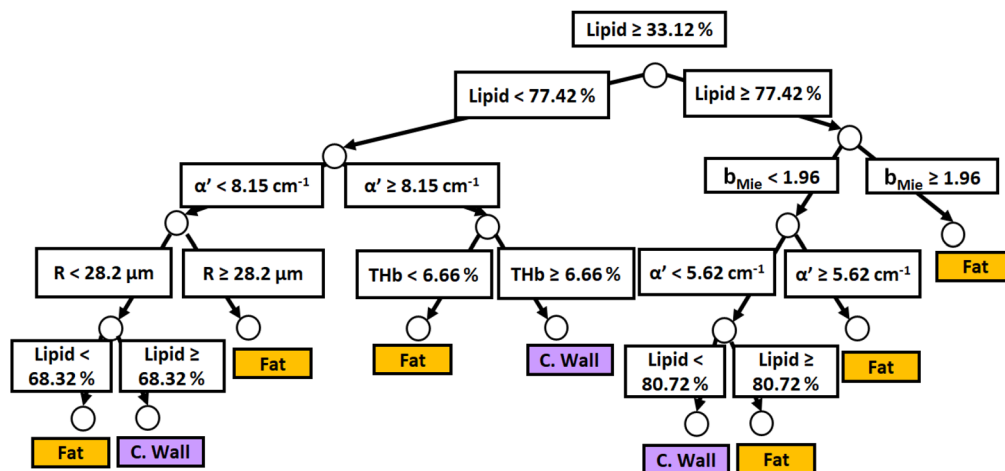 Lipid ≥ 33.12 %
Lipid < 77.42 %
Lipid ≥ 77.42 %
α’ < 8.15 cm⁻¹
α’ ≥ 8.15 cm⁻¹
bMie < 1.96
bMie ≥ 1.96
R < 28.2 µm
R ≥ 28.2 µm
THb < 6.66 %
THb ≥ 6.66 %
α’ < 5.62 cm⁻¹
α’ ≥ 5.62 cm⁻¹
Fat
Lipid <
68.32 %
Lipid ≥
68.32 %
Fat
Fat
C. Wall
Lipid <
80.72 %
Lipid ≥
80.72 %
Fat
Fat
C. Wall
C. Wall
Fat